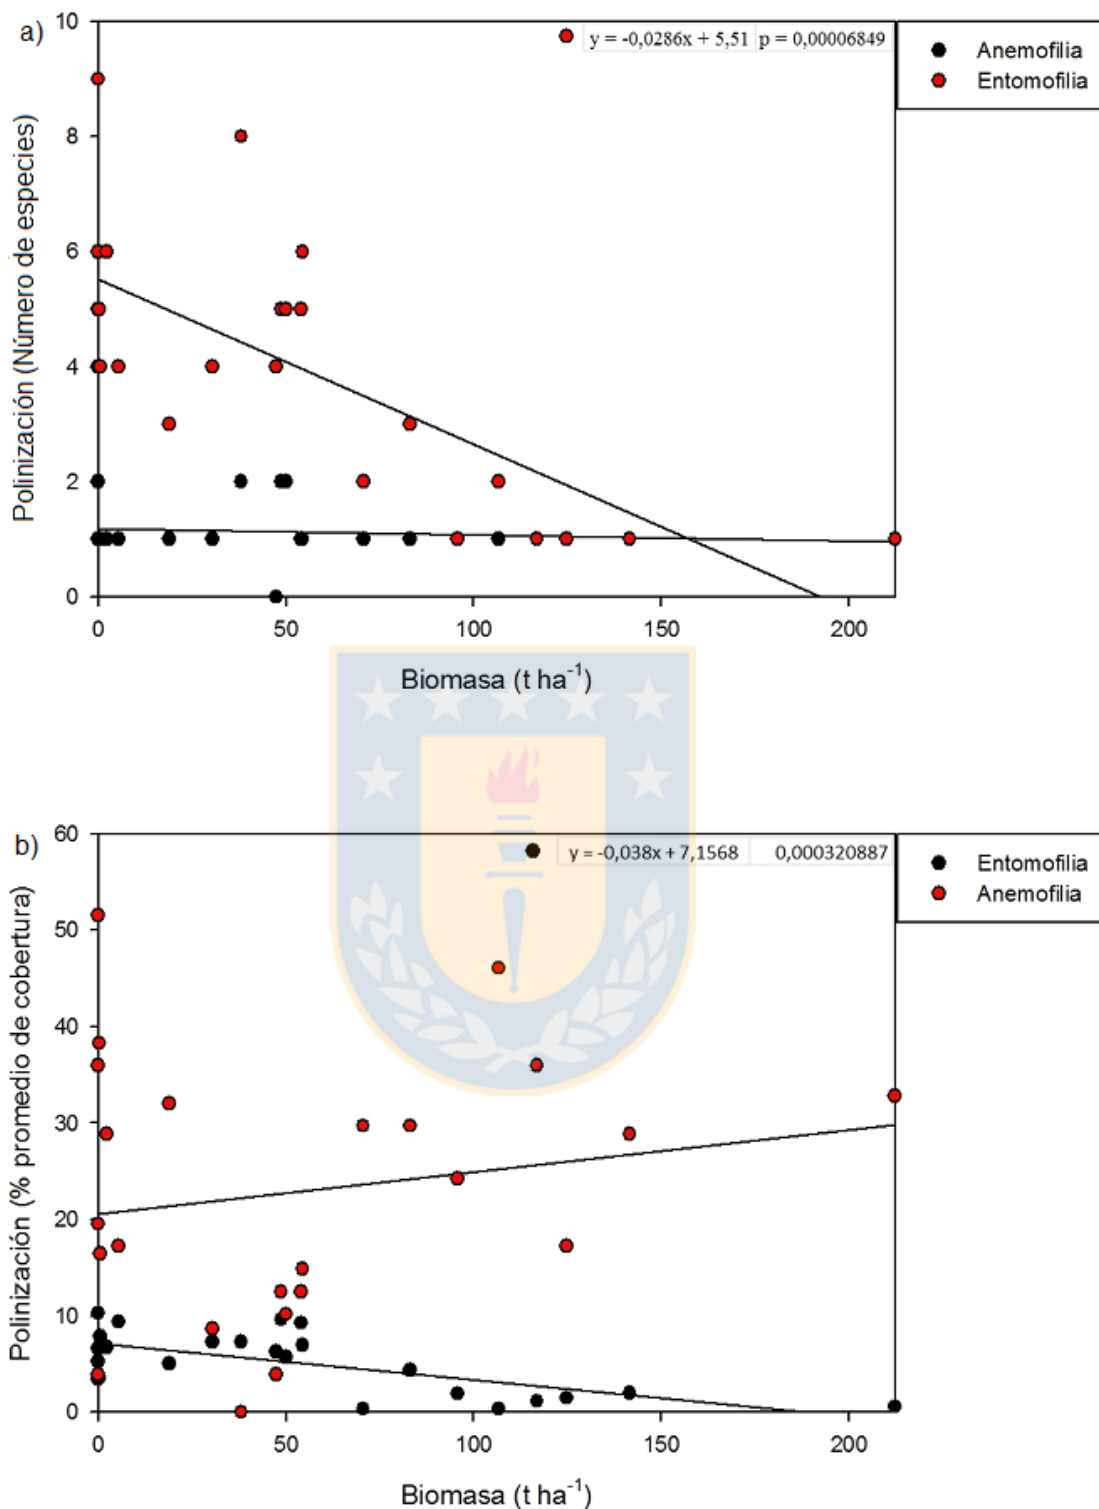 a)
10
8
6
4
2
0
Polinización (Número de especies)
y = -0,0286x + 5,51 p = 0,00006849
Anemofilia
Entomofilia
0 50 100 150 200
Biomasa (t ha⁻¹)
b)
60
50
40
30
20
10
0
Polinización (% promedio de cobertura)
y = -0,038x + 7,1568 0,000320887
Entomofilia
Anemofilia
0 50 100 150 200
Biomasa (t ha⁻¹)